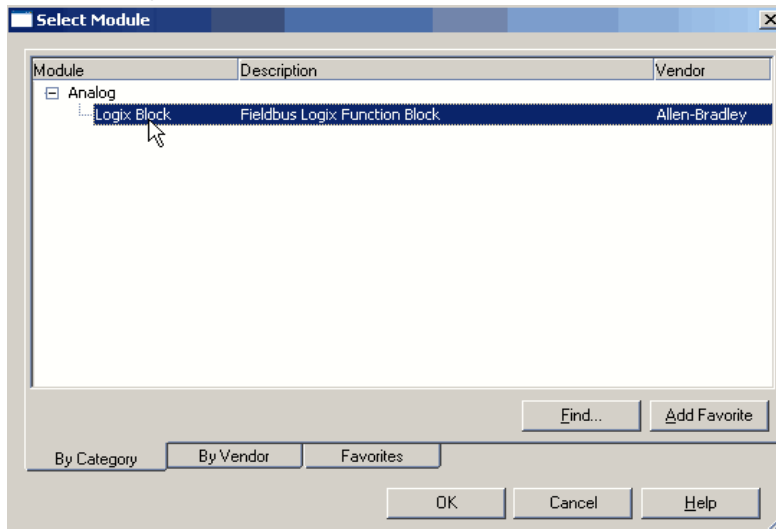 Select Module
Module Description Vendor
Analog
Logix Block Fieldbus Logix Function Block Allen-Bradley
Find... Add Favorite
By Category By Vendor Favorites
OK Cancel Help